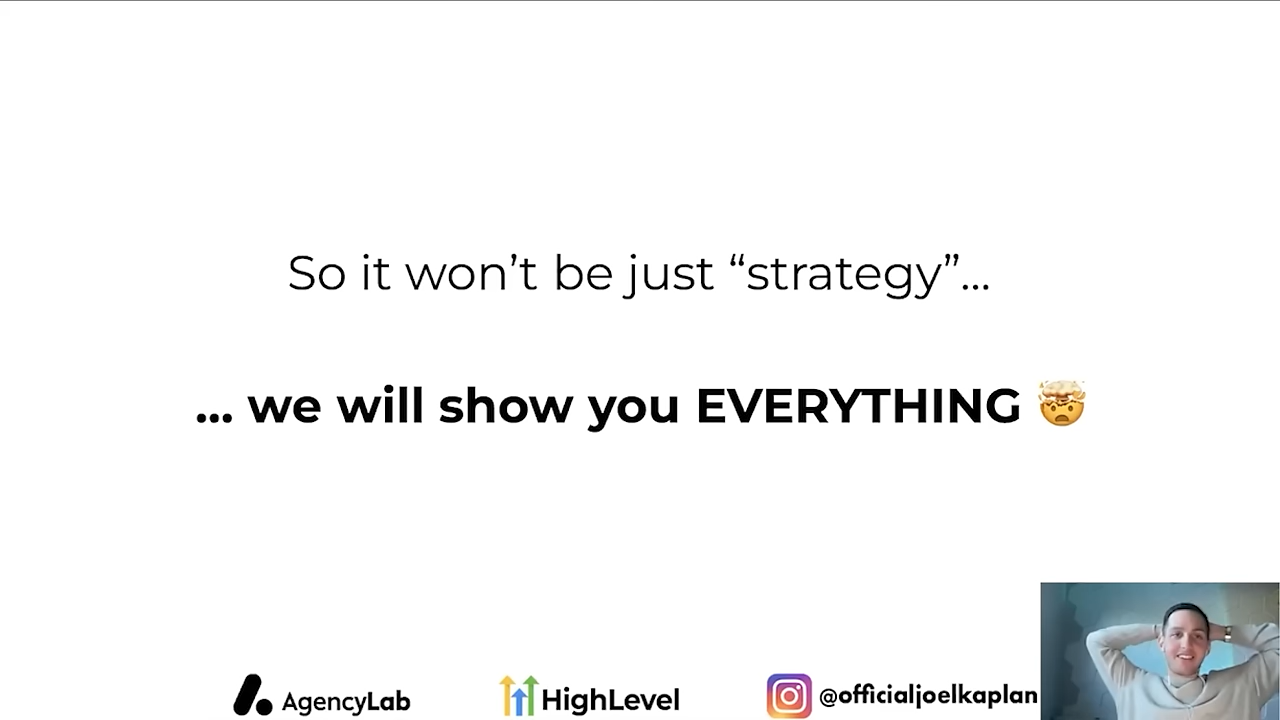 So it won’t be just “strategy”...
... we will show you EVERYTHING 🤯
AgencyLab
HighLevel
@officialjoelkaplan